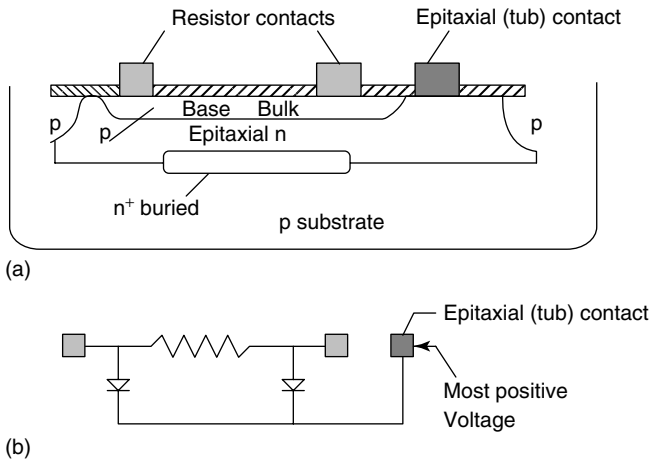 Resistor contacts
Epitaxial (tub) contact
p
p
Base Bulk
Epitaxial n
p
n⁺ buried
p substrate
(a)
Epitaxial (tub) contact
Most positive
Voltage
(b)